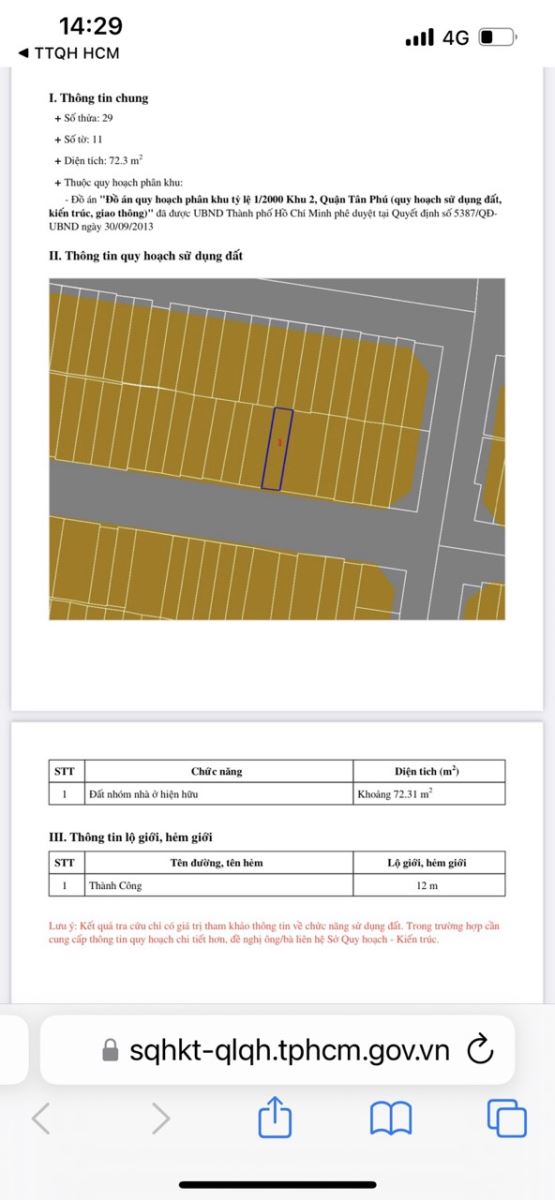 14:29
4G
◀ TTQH HCM
I. Thông tin chung
+ Số thửa: 29
+ Số tờ: 11
+ Diện tích: 72.3 m²
+ Thuộc quy hoạch phân khu:
- Đồ án "Đồ án quy hoạch phân khu tỷ lệ 1/2000 Khu 2, Quận Tân Phú (quy hoạch sử dụng đất,
kiến trúc, giao thông)" đã được UBND Thành phố Hồ Chí Minh phê duyệt tại Quyết định số 5387/QĐ-
UBND ngày 30/09/2013
II. Thông tin quy hoạch sử dụng đất
1
STT Chức năng Diện tích (m²)
1 Đất nhóm nhà ở hiện hữu Khoảng 72.31 m²
III. Thông tin lộ giới, hẻm giới
STT Tên đường, tên hẻm Lộ giới, hẻm giới
1 Thành Công 12 m
Lưu ý: Kết quả tra cứu chỉ có giá trị tham khảo thông tin về chức năng sử dụng đất. Trong trường hợp cần
cung cấp thông tin quy hoạch chi tiết hơn, đề nghị ông/bà liên hệ Sở Quy hoạch - Kiến trúc.
sqhkt-qlqh.tphcm.gov.vn